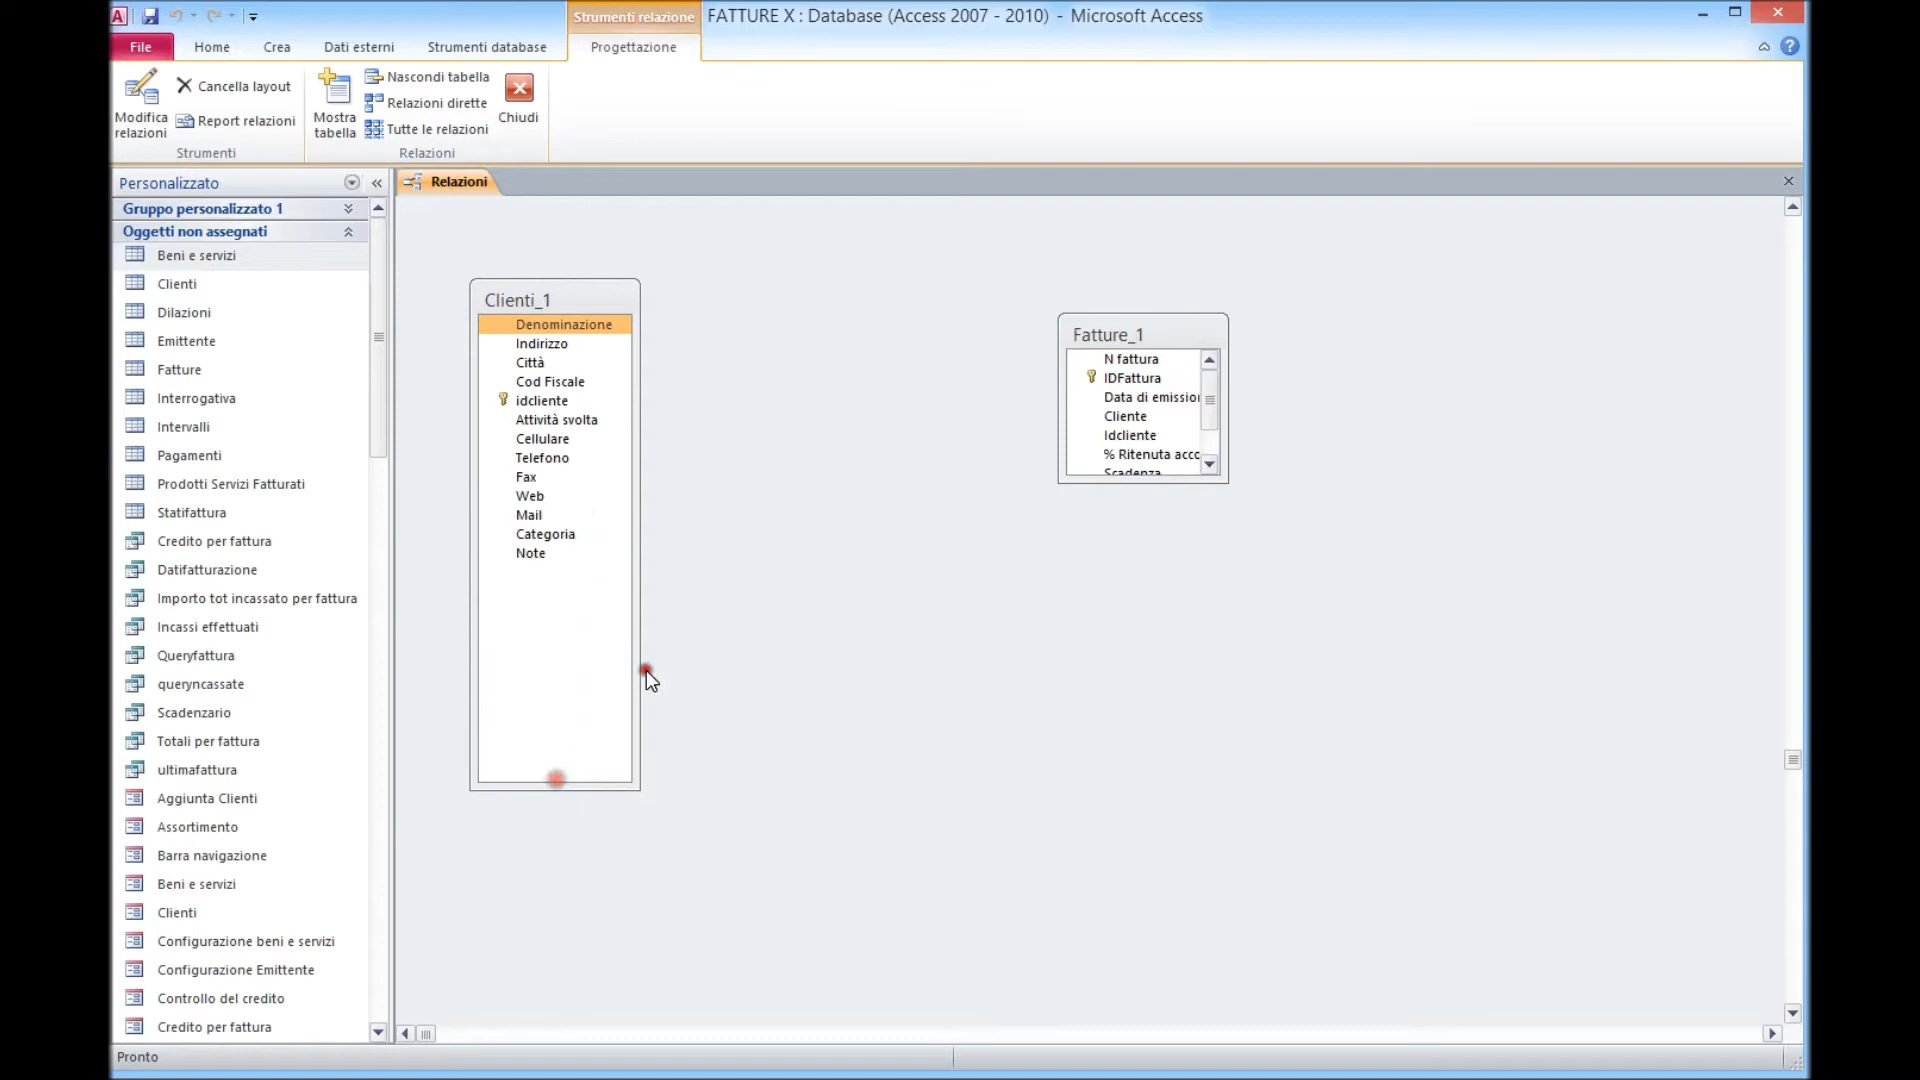 FATTURE X : Database (Access 2007 - 2010) - Microsoft Access
Strumenti relazione
File
Home
Crea
Dati esterni
Strumenti database
Progettazione
Modifica
relazioni
Cancella layout
Report relazioni
Strumenti
Mostra
tabella
Nascondi tabella
Relazioni dirette
Tutte le relazioni
Chiudi
Relazioni
Personalizzato
Gruppo personalizzato 1
Oggetti non assegnati
Beni e servizi
Clienti
Dilazioni
Emittente
Fatture
Interrogativa
Intervalli
Pagamenti
Prodotti Servizi Fatturati
Statifattura
Credito per fattura
Datifatturazione
Importo tot incassato per fattura
Incassi effettuati
Queryfattura
queryncassate
Scadenzario
Totali per fattura
ultimafattura
Aggiunta Clienti
Assortimento
Barra navigazione
Beni e servizi
Clienti
Configurazione beni e servizi
Configurazione Emittente
Controllo del credito
Credito per fattura
Relazioni
Clienti_1
Denominazione
Indirizzo
Città
Cod Fiscale
idcliente
Attività svolta
Cellulare
Telefono
Fax
Web
Mail
Categoria
Note
Fatture_1
N fattura
IDFattura
Data di emission
Cliente
Idcliente
% Ritenuta acco
Scadenza
Pronto